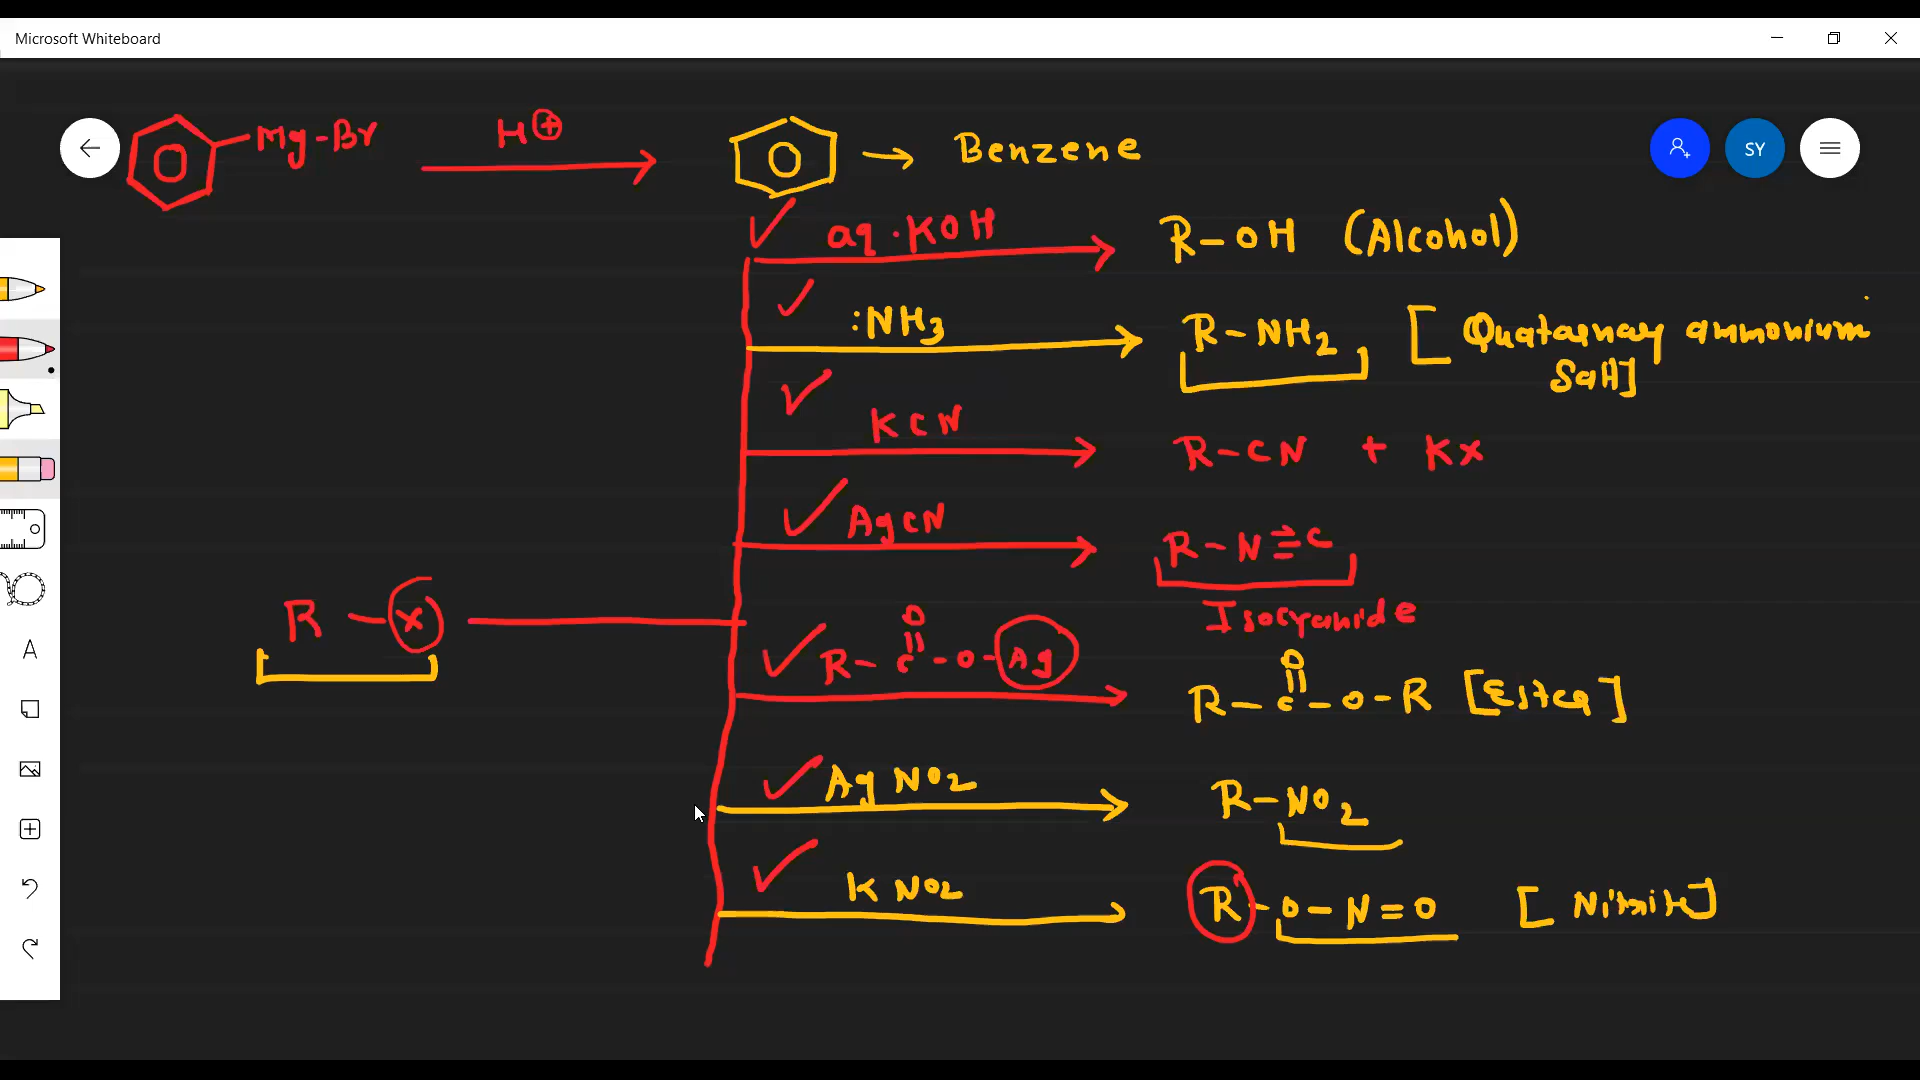 Microsoft Whiteboard
Mg-Br H⊕ → Benzene
SY
aq.KOH R-OH (Alcohol)
:NH3 R-NH2 [Quaternary ammonium
Salt]
KCN R-CN + Kx
AgCN R-N≡C
Isocyanide
R-x
O
R-C-O-Ag
O
R-C-O-R [Ester]
AgNO2 R-NO2
KNO2 R-O-N=O [Nitrite]